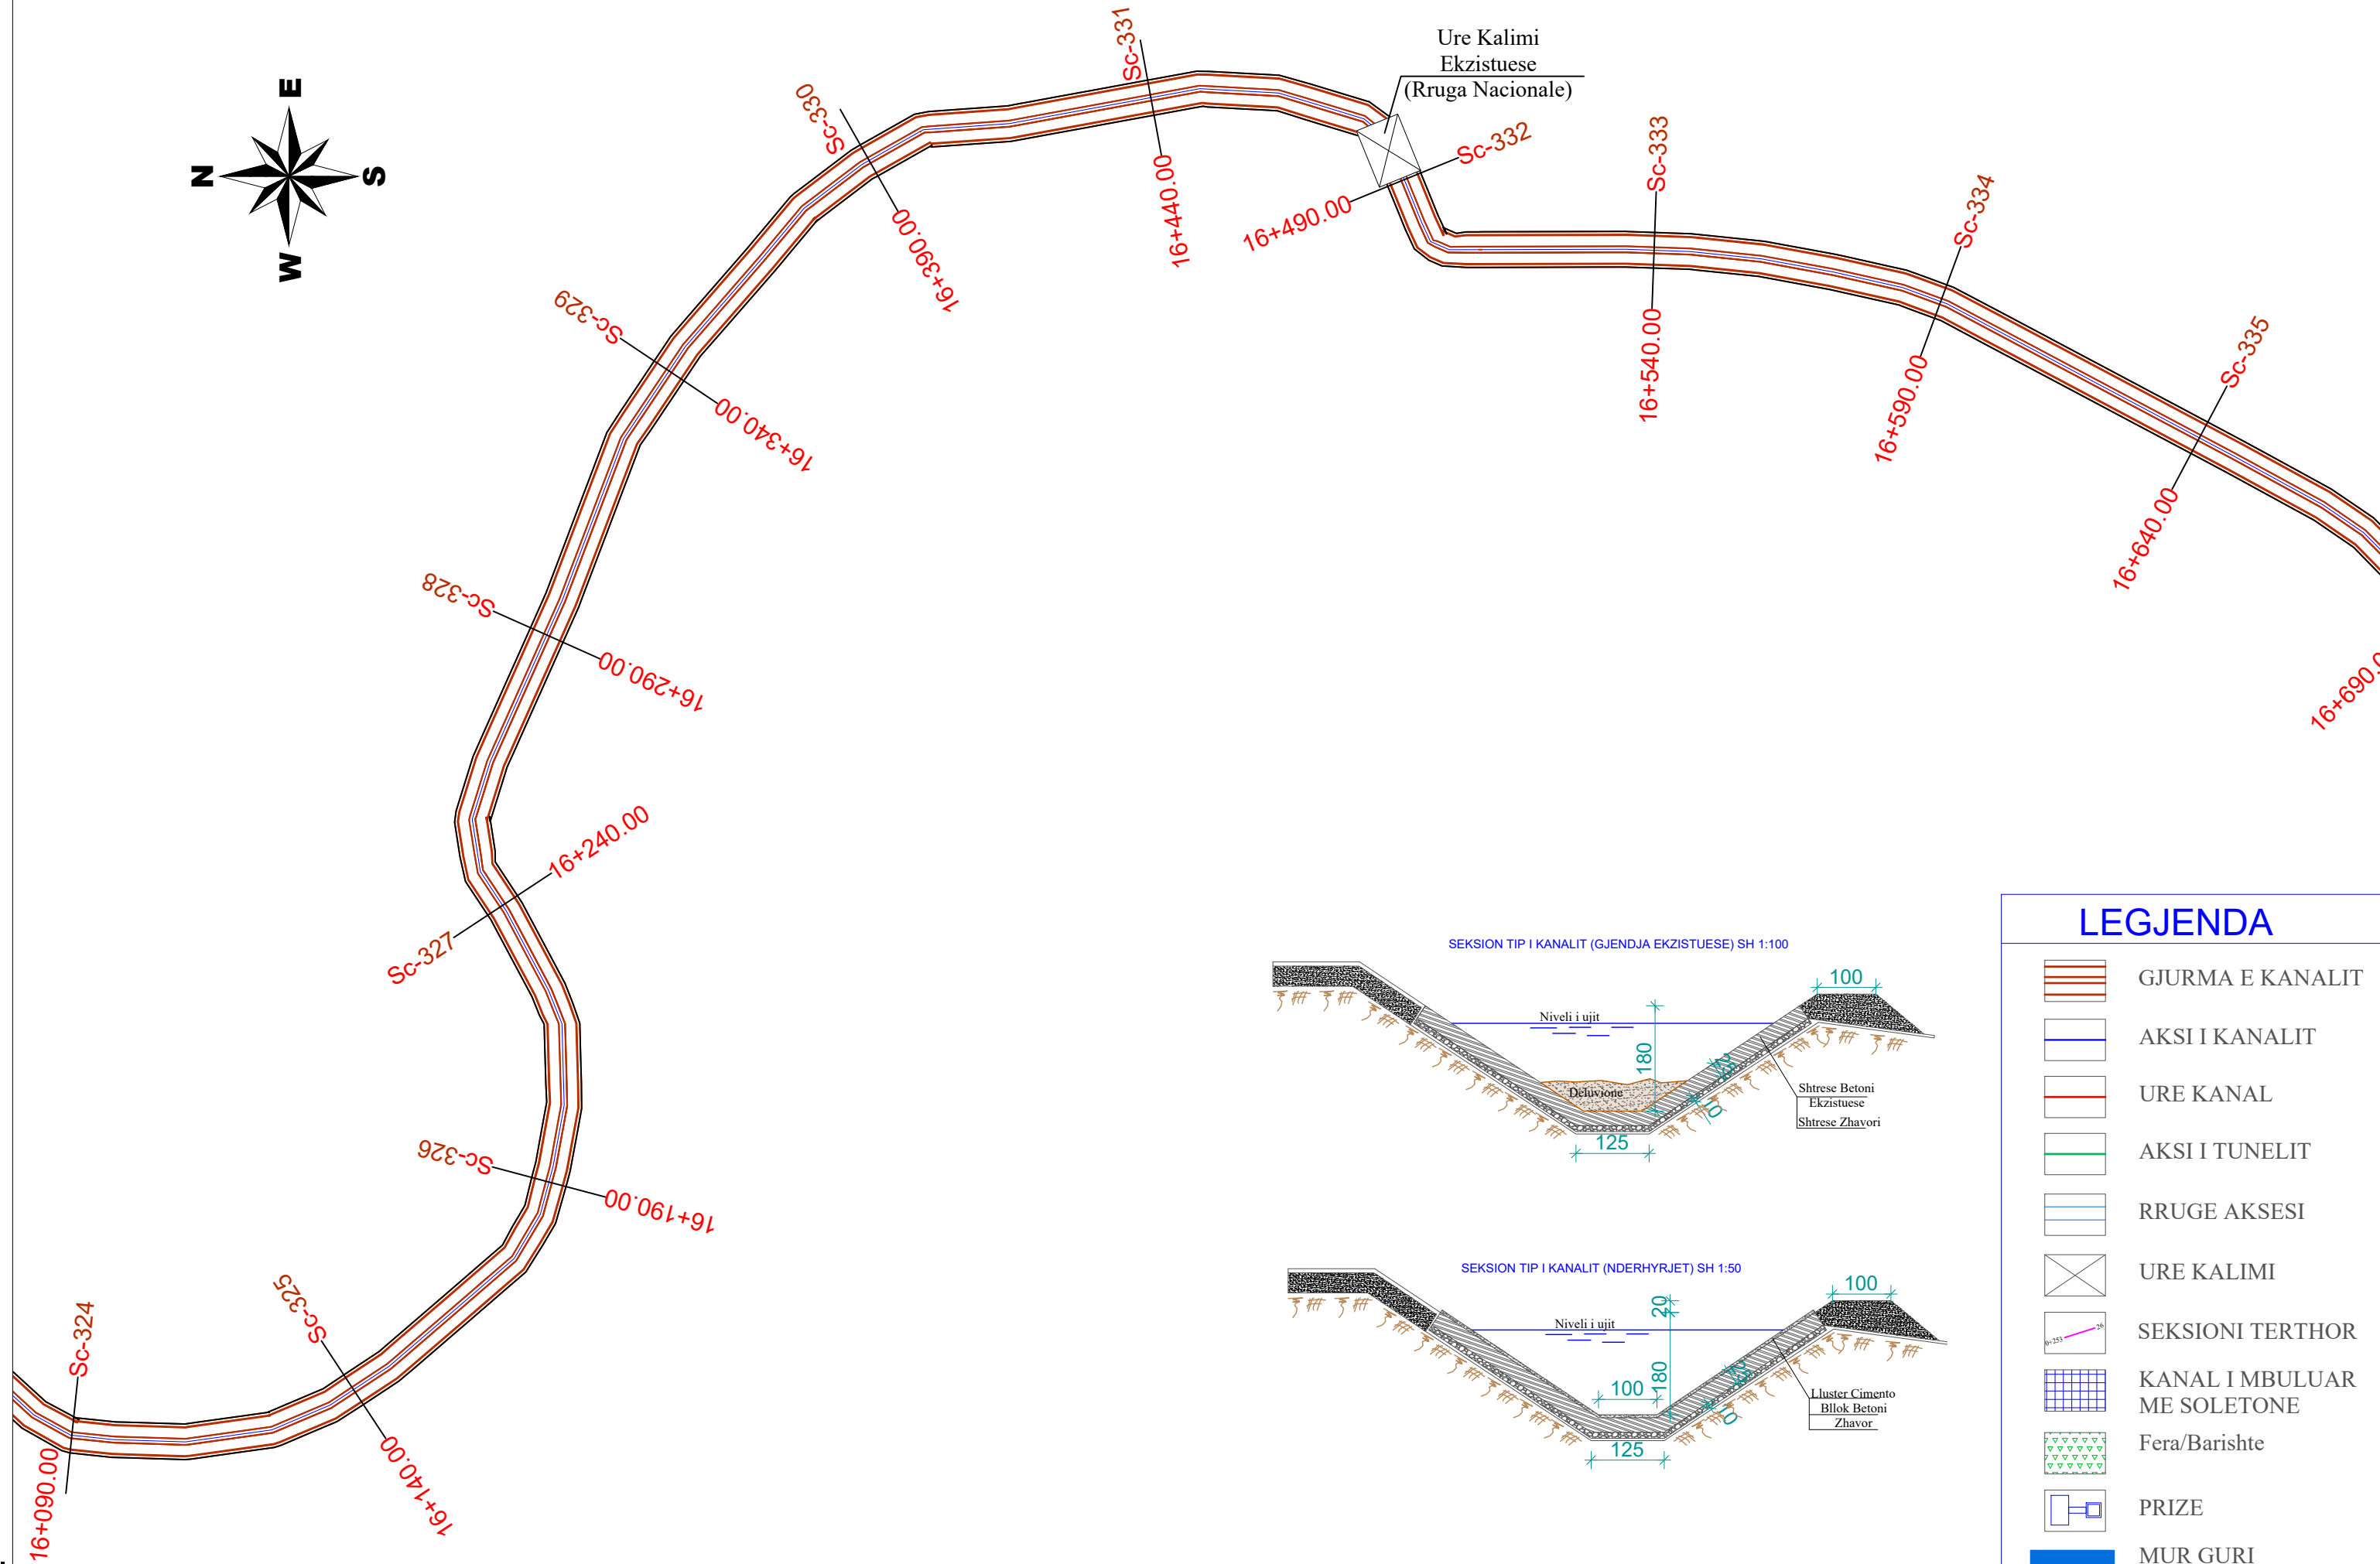 E
N
S
W
Ure Kalimi
Ekzistuese
(Rruga Nacionale)
Sc-324
16+090.00
Sc-325
16+140.00
Sc-326
16+190.00
Sc-327
16+240.00
Sc-328
16+290.00
Sc-329
16+340.00
Sc-330
16+390.00
Sc-331
16+440.00
Sc-332
16+490.00
Sc-333
16+540.00
Sc-334
16+590.00
Sc-335
16+640.00
SEKSION TIP I KANALIT (GJENDJA EKZISTUESE) SH 1:100
100
Niveli i ujit
180
Deluvione
10
125
Shtrese Betoni
Ekzistuese
Shtrese Zhavori
SEKSION TIP I KANALIT (NDERHYRJET) SH 1:50
100
20
Niveli i ujit
180
100
10
125
Lluster Cimento
Bllok Betoni
Zhavor
LEGJENDA
GJURMA E KANALIT
AKSI I KANALIT
URE KANAL
AKSI I TUNELIT
RRUGE AKSESI
URE KALIMI
0+253
26
SEKSIONI TERTHOR
KANAL I MBULUAR
ME SOLETONE
Fera/Barishte
PRIZE
MUR GURI